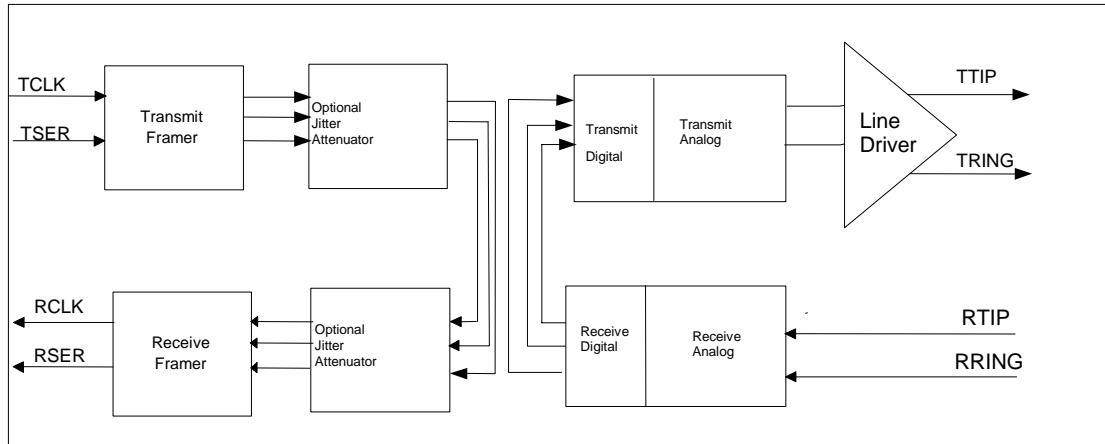 TCLK
TSER
Transmit
Framer
Optional
Jitter
Attenuator
Transmit
Digital
Transmit
Analog
Line
Driver
TTIP
TRING
RCLK
RSER
Receive
Framer
Optional
Jitter
Attenuator
Receive
Digital
Receive
Analog
RTIP
RRING